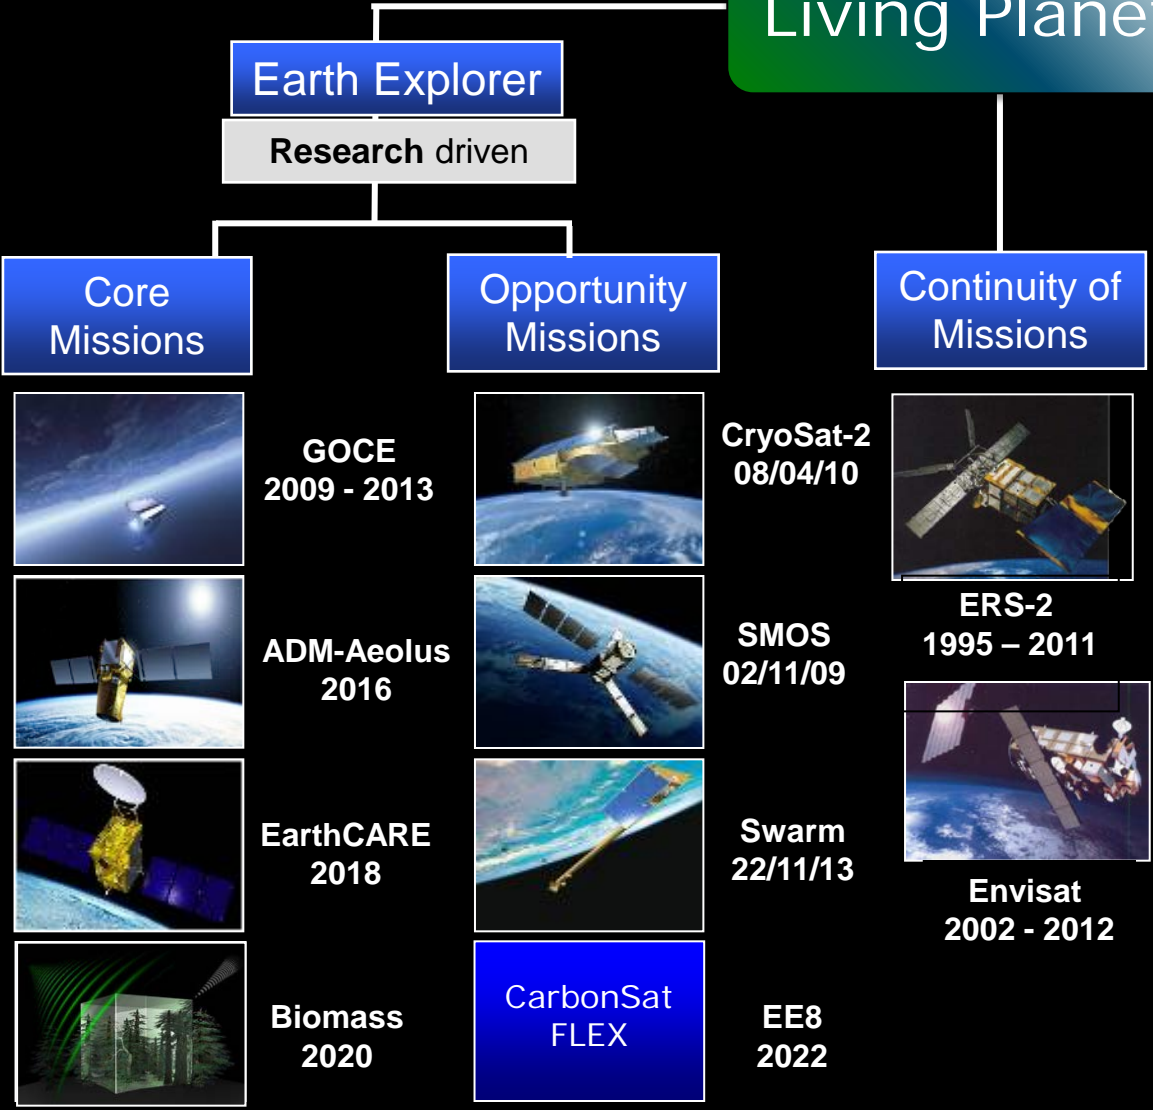 Living Planet
Earth Explorer
Research driven
Core
Missions
Opportunity
Missions
Continuity of
Missions
GOCE
2009 - 2013
CryoSat-2
08/04/10
ERS-2
1995 – 2011
ADM-Aeolus
2016
SMOS
02/11/09
EarthCARE
2018
Swarm
22/11/13
Envisat
2002 - 2012
Biomass
2020
CarbonSat
FLEX
EE8
2022